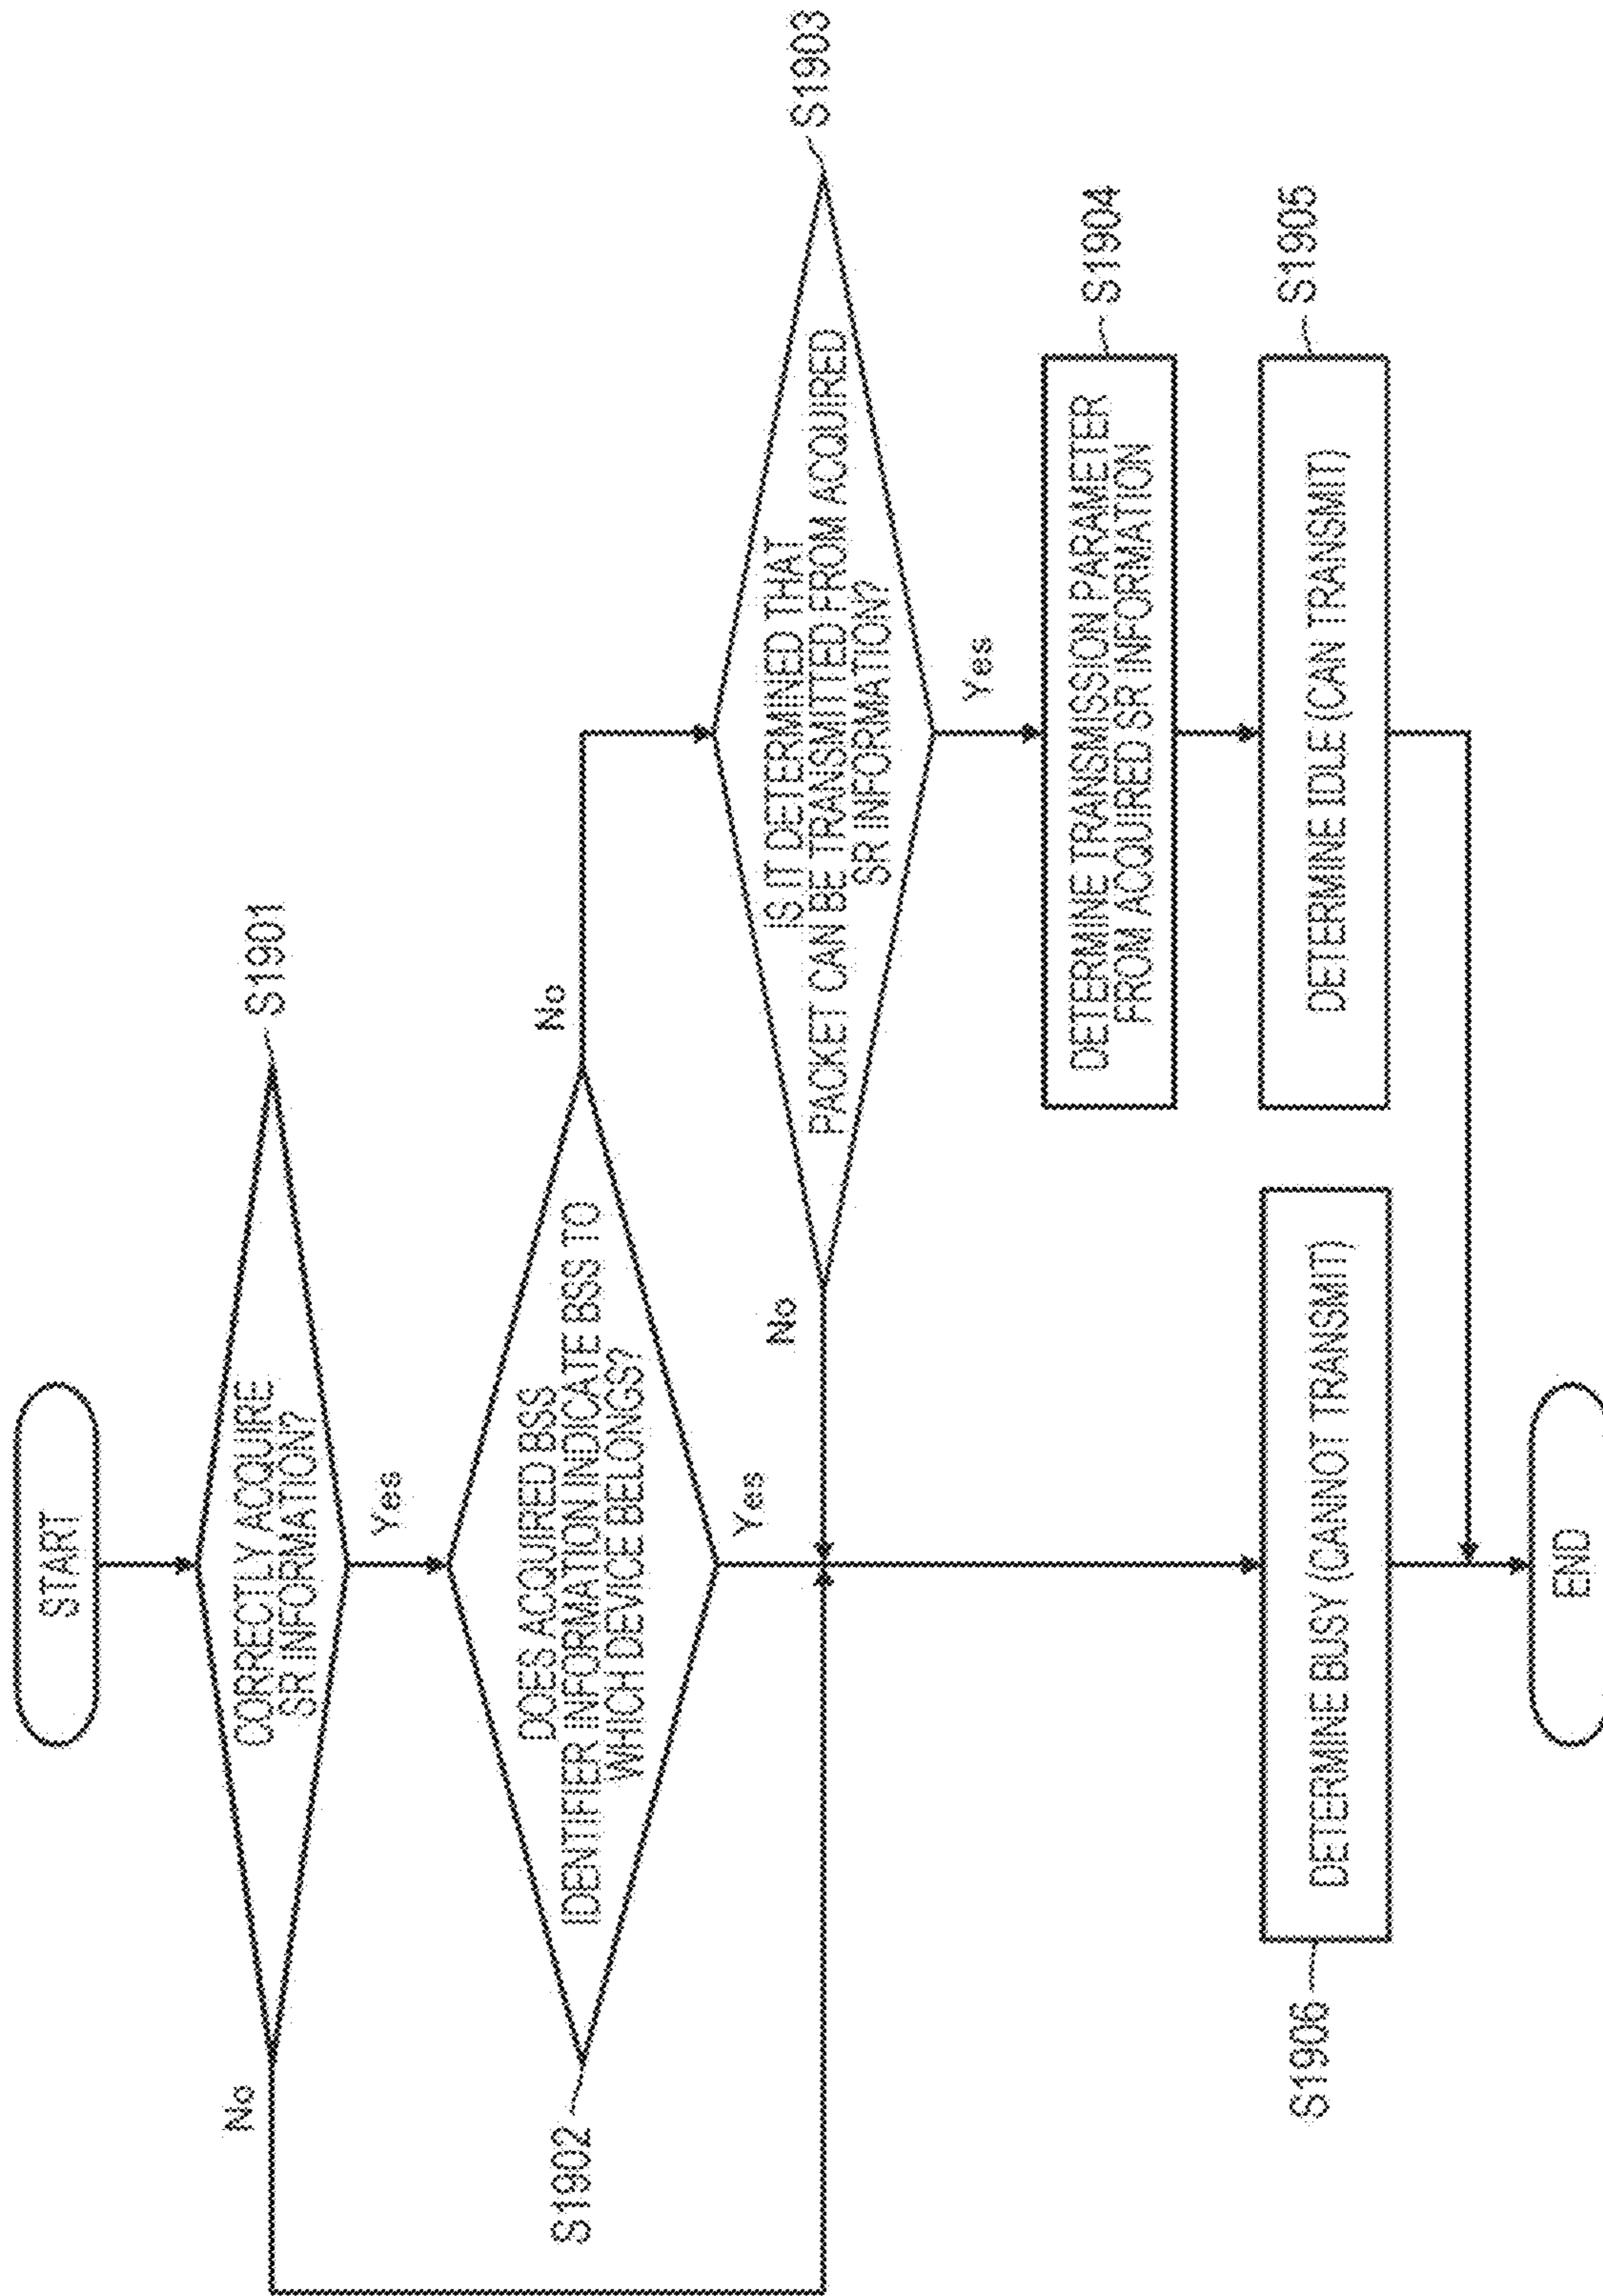 START
CORRECTLY ACQUIRE
SR INFORMATION?
S1901
No
Yes
DOES ACQUIRED BSS
IDENTIFIER INFORMATION INDICATE BSS TO
WHICH DEVICE BELONGS?
S1902
No
Yes
IS IT DETERMINED THAT
PACKET CAN BE TRANSMITTED FROM ACQUIRED
SR INFORMATION?
S1903
No
Yes
DETERMINE TRANSMISSION PARAMETER
FROM ACQUIRED SR INFORMATION
S1904
DETERMINE IDLE (CAN TRANSMIT)
S1905
DETERMINE BUSY (CANNOT TRANSMIT)
S1906
END